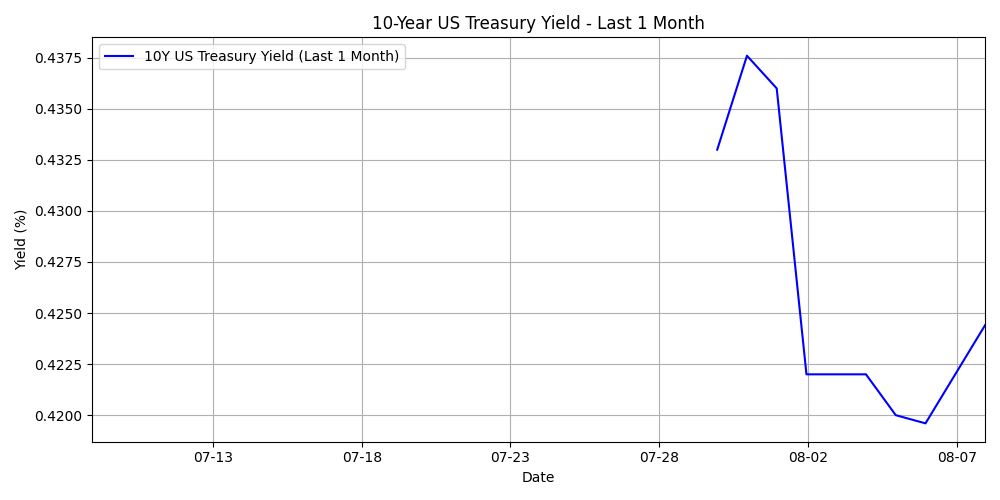 10-Year US Treasury Yield - Last 1 Month
10Y US Treasury Yield (Last 1 Month)
0.4375
0.4350
0.4325
0.4300
0.4275
0.4250
0.4225
0.4200
Yield (%)
07-13 07-18 07-23 07-28 08-02 08-07
Date